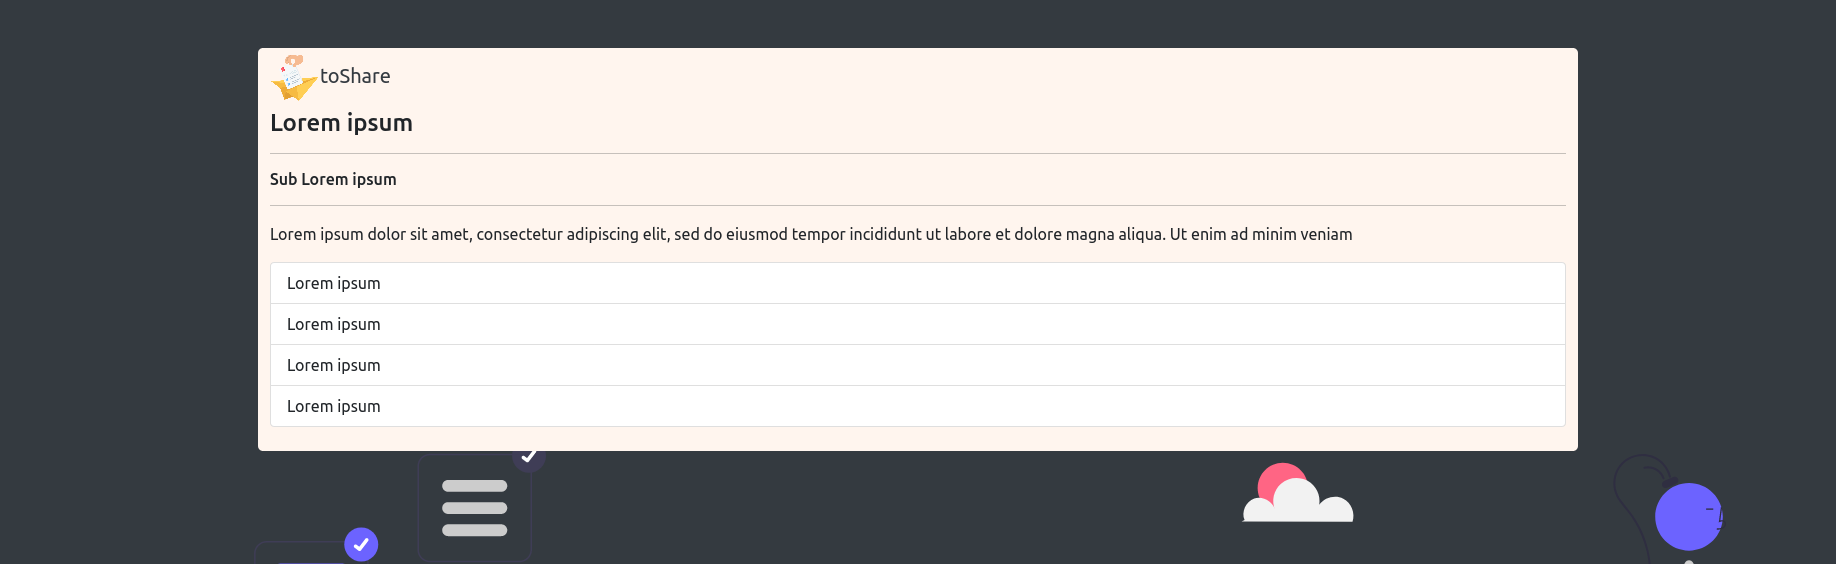 toShare
Lorem ipsum
Sub Lorem ipsum
Lorem ipsum dolor sit amet, consectetur adipiscing elit, sed do eiusmod tempor incididunt ut labore et dolore magna aliqua. Ut enim ad minim veniam
Lorem ipsum
Lorem ipsum
Lorem ipsum
Lorem ipsum